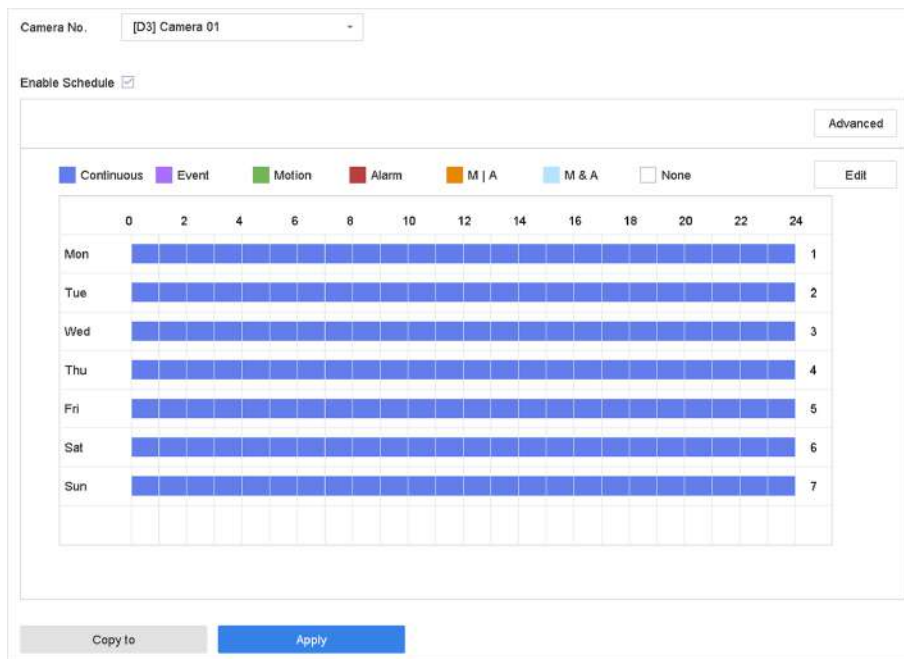 Camera No. [D3] Camera 01
Enable Schedule
Advanced
Continuous Event Motion Alarm M | A M & A None Edit
0 2 4 6 8 10 12 14 16 18 20 22 24
Mon 1
Tue 2
Wed 3
Thu 4
Fri 5
Sat 6
Sun 7
Copy to Apply